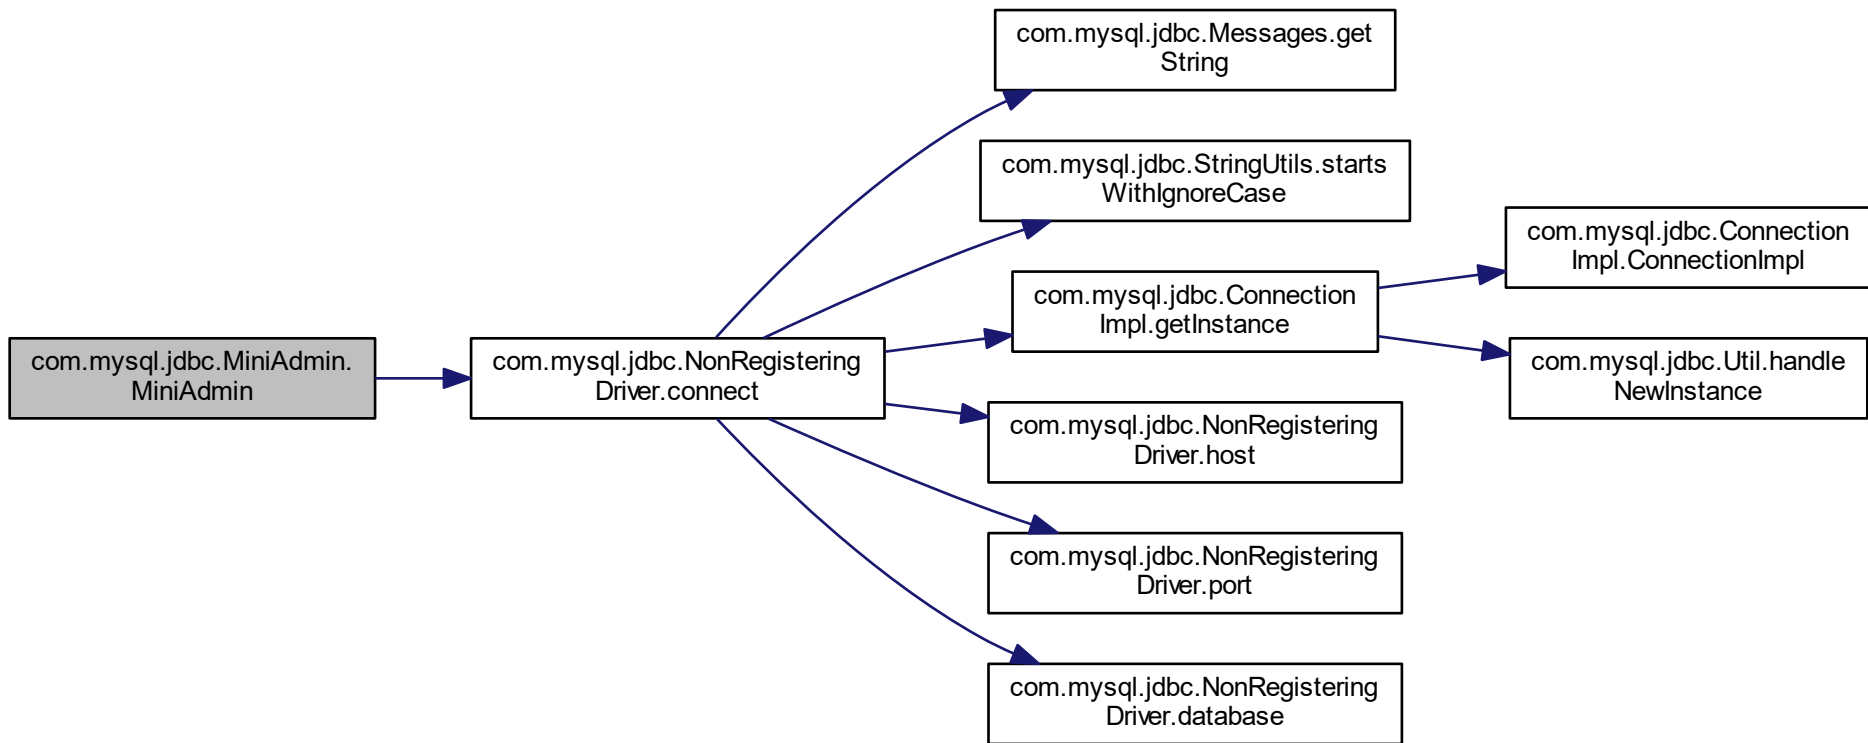 com.mysql.jdbc.MiniAdmin.
MiniAdmin
com.mysql.jdbc.NonRegistering
Driver.connect
com.mysql.jdbc.Messages.get
String
com.mysql.jdbc.StringUtils.starts
WithIgnoreCase
com.mysql.jdbc.Connection
Impl.getInstance
com.mysql.jdbc.NonRegistering
Driver.host
com.mysql.jdbc.NonRegistering
Driver.port
com.mysql.jdbc.NonRegistering
Driver.database
com.mysql.jdbc.Connection
Impl.ConnectionImpl
com.mysql.jdbc.Util.handle
NewInstance